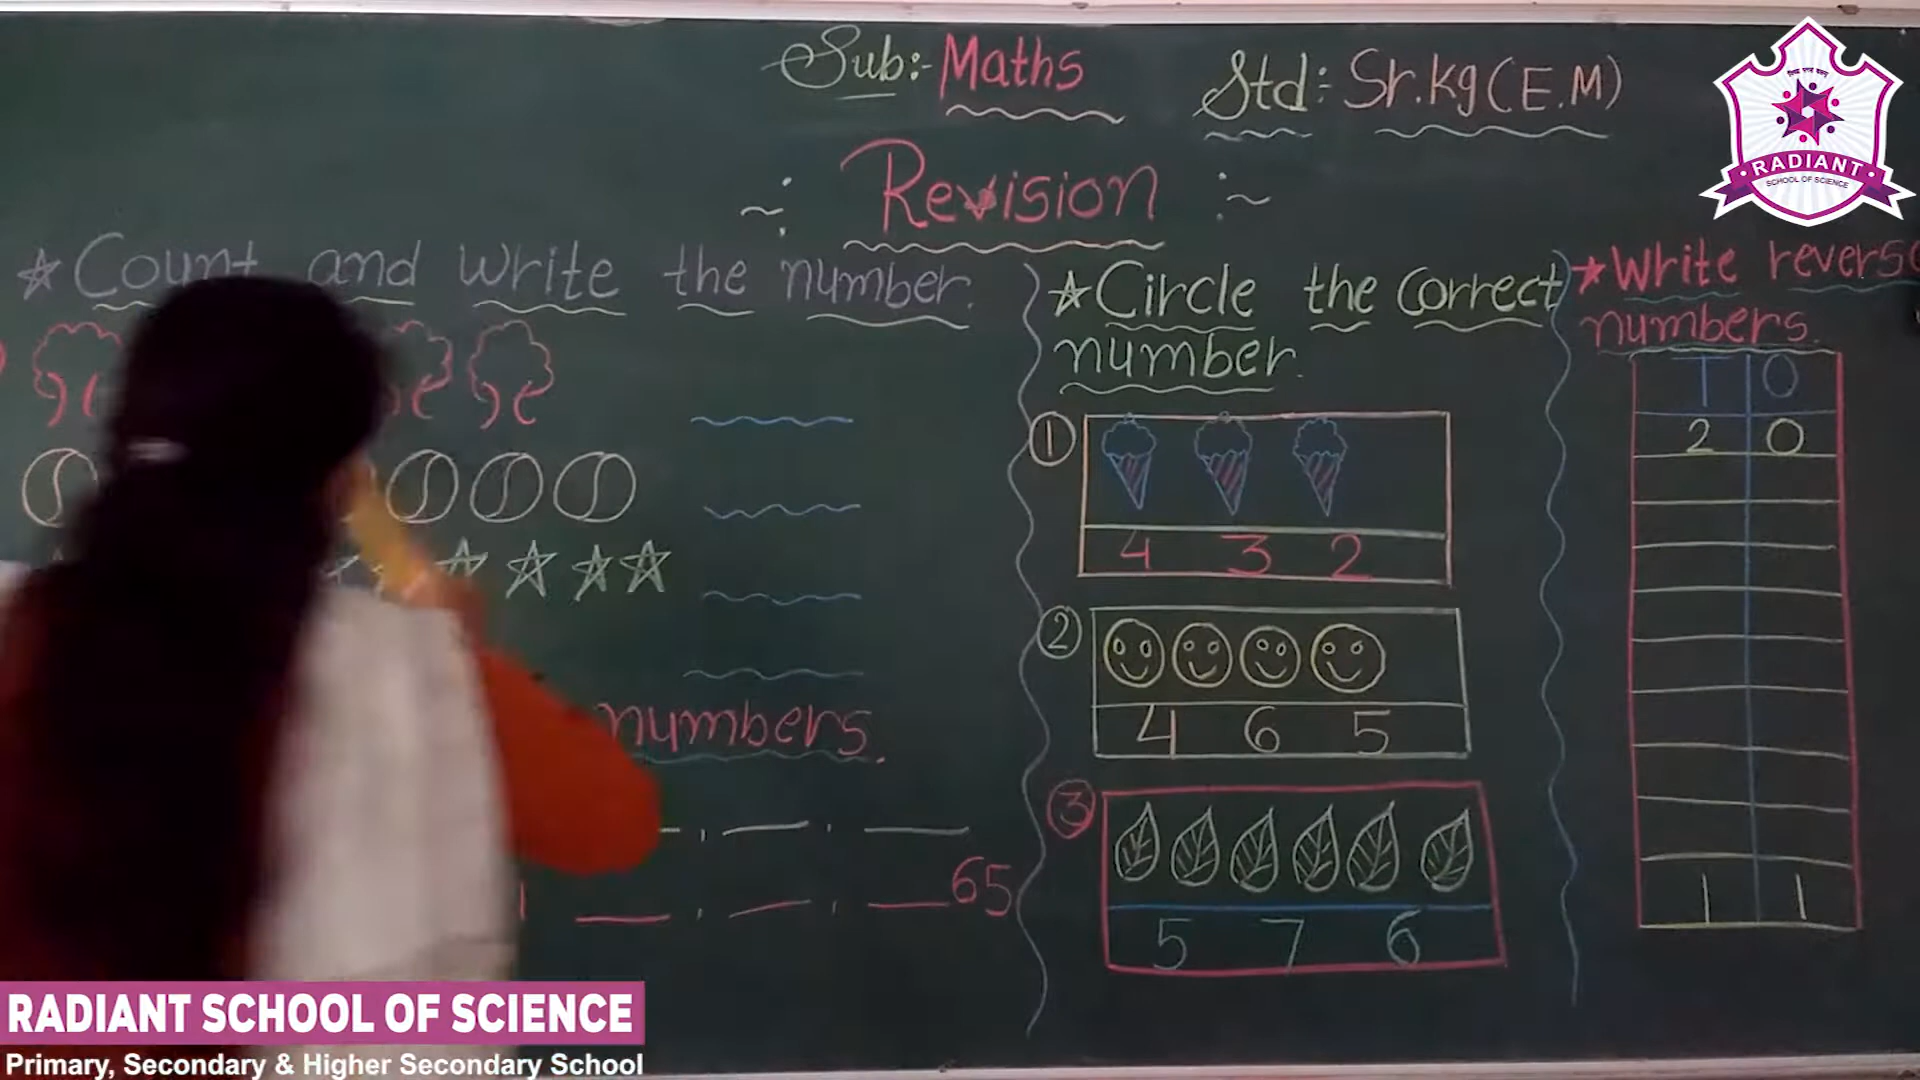 Sub:- Maths
Std:- Sr.Kg(E.M)
-: Revision :-
Count and write the number.
numbers.
65
Circle the correct
number.
1
4 3 2
2
4 6 5
3
5 7 6
Write reverse
numbers.
1 0
2 0
1 1
RADIANT
SCHOOL OF SCIENCE
RADIANT SCHOOL OF SCIENCE
Primary, Secondary & Higher Secondary School